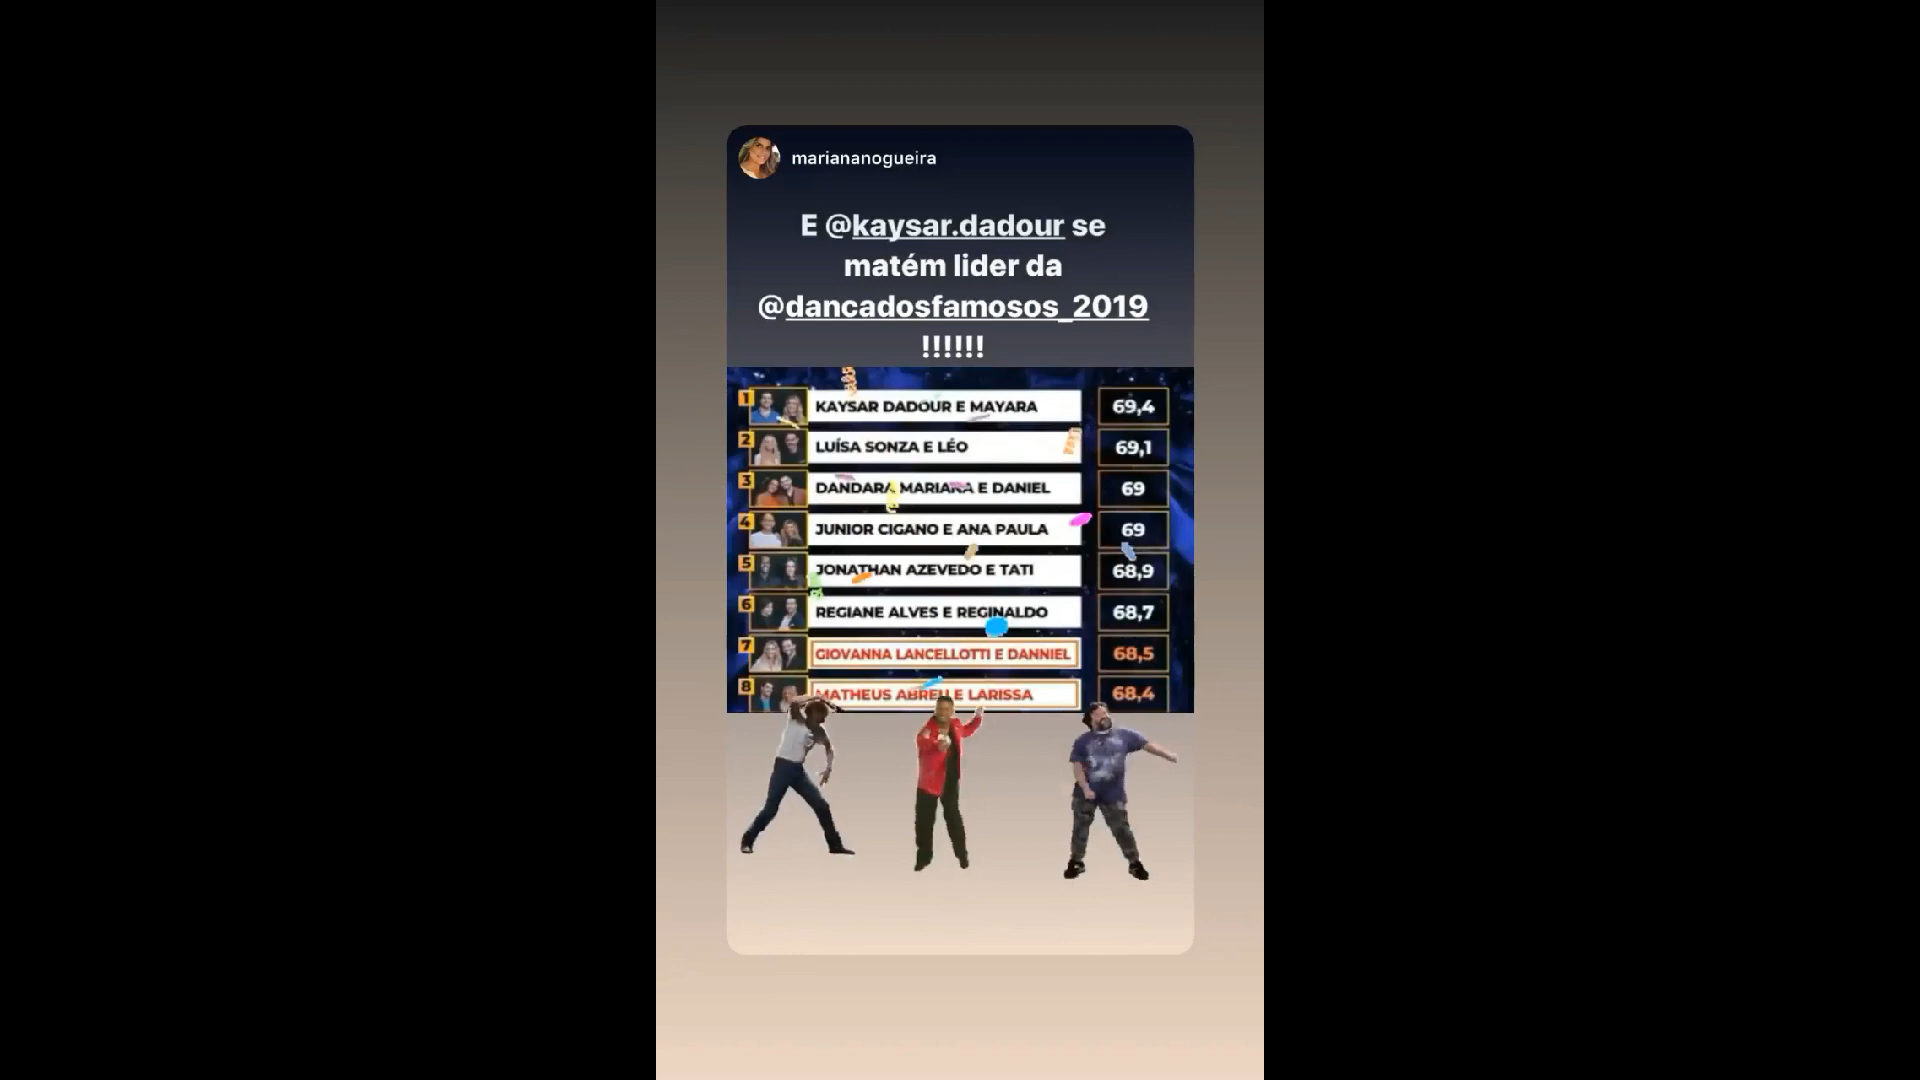 mariananogueira
E @kaysar.dadour se
matém lider da
@dancadosfamosos_2019
!!!!!!
1 KAYSAR DADOUR E MAYARA 69,4
2 LUÍSA SONZA E LÉO 69,1
3 DANDARA MARIANA E DANIEL 69
4 JUNIOR CIGANO E ANA PAULA 69
5 JONATHAN AZEVEDO E TATI 68,9
6 REGIANE ALVES E REGINALDO 68,7
7 GIOVANNA LANCELLOTTI E DANNIEL 68,5
8 MATHEUS ABREU E LARISSA 68,4